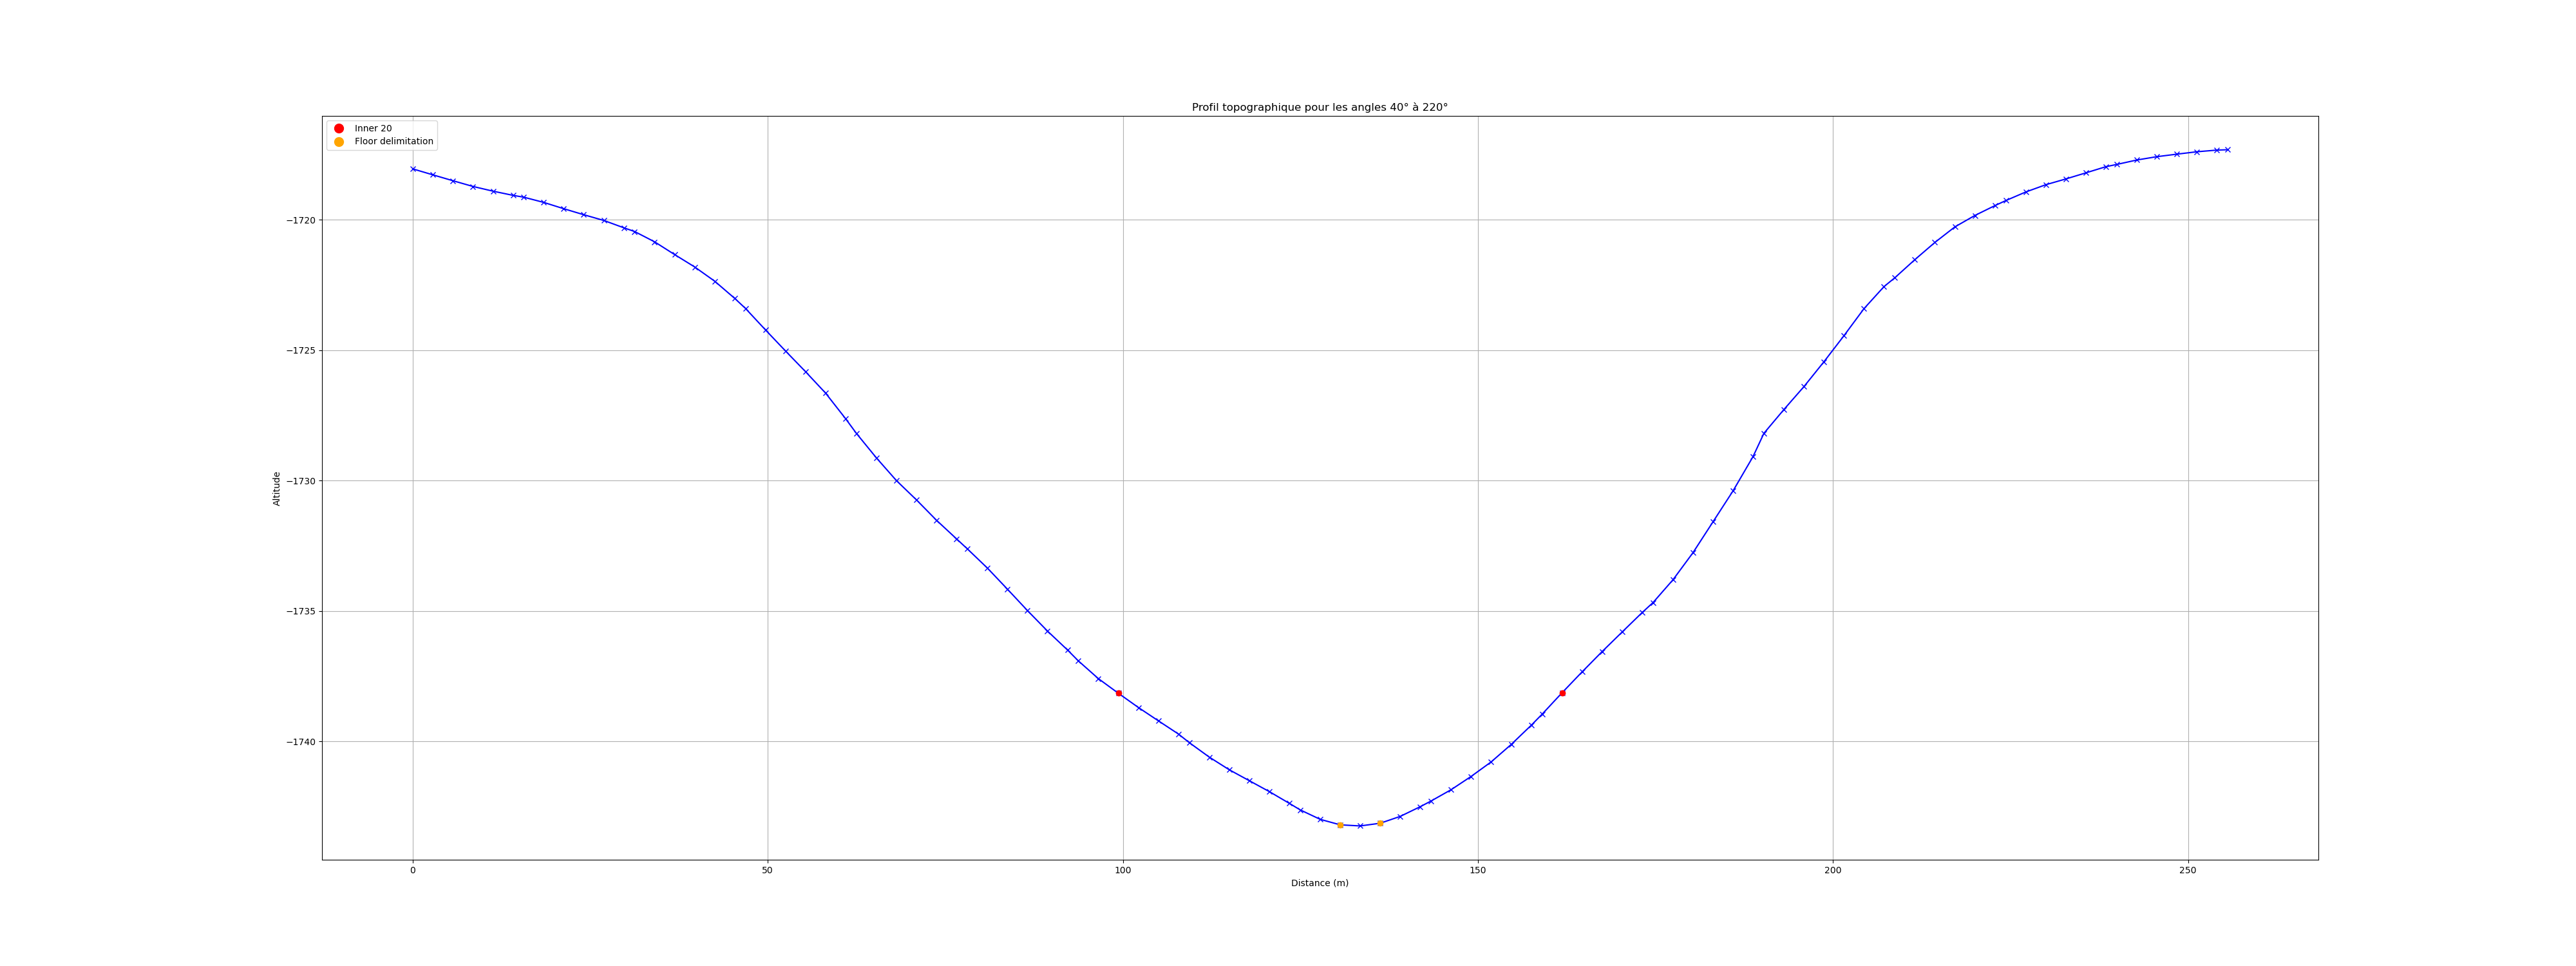 Profil topographique pour les angles 40° à 220°
Inner 20
Floor delimitation
−1720
−1725
−1730
−1735
−1740
Altitude
0
50
100
150
200
250
Distance (m)